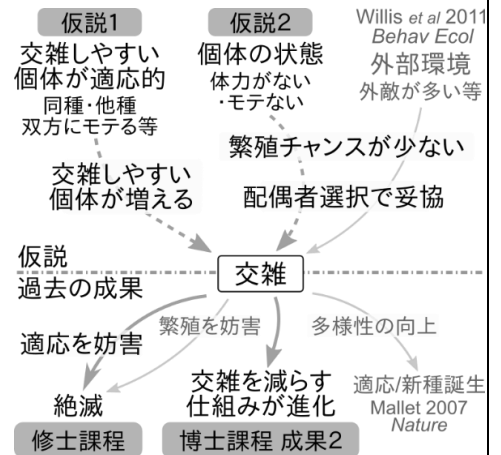 仮説1
交雑しやすい
個体が適応的
同種・他種
双方にモテる等
交雑しやすい
個体が増える
仮説2
個体の状態
体力がない
・モテない
繁殖チャンスが少ない
配偶者選択で妥協
Willis et al 2011
Behav Ecol
外部環境
外敵が多い等
仮説
交雑
過去の成果
適応を妨害
繁殖を妨害
多様性の向上
絶滅
修士課程
交雑を減らす
仕組みが進化
博士課程 成果2
適応/新種誕生
Mallet 2007
Nature